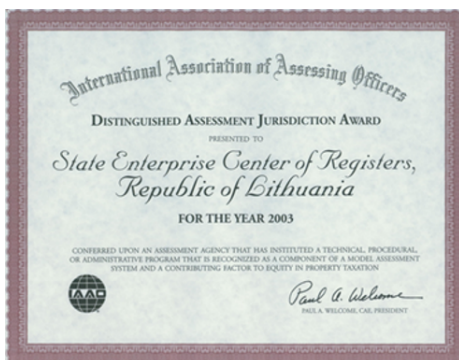 International Association of Assessing Officers
DISTINGUISHED ASSESSMENT JURISDICTION AWARD
PRESENTED TO
State Enterprise Center of Registers,
Republic of Lithuania
FOR THE YEAR 2003
CONFERRED UPON AN ASSESSMENT AGENCY THAT HAS INSTITUTED A TECHNICAL, PROCEDURAL,
OR ADMINISTRATIVE PROGRAM THAT IS RECOGNIZED AS A COMPONENT OF A MODEL ASSESSMENT
SYSTEM AND A CONTRIBUTING FACTOR TO EQUITY IN PROPERTY TAXATION
IAAO
Paul A. Welcome
PAUL A. WELCOME, CAE, PRESIDENT